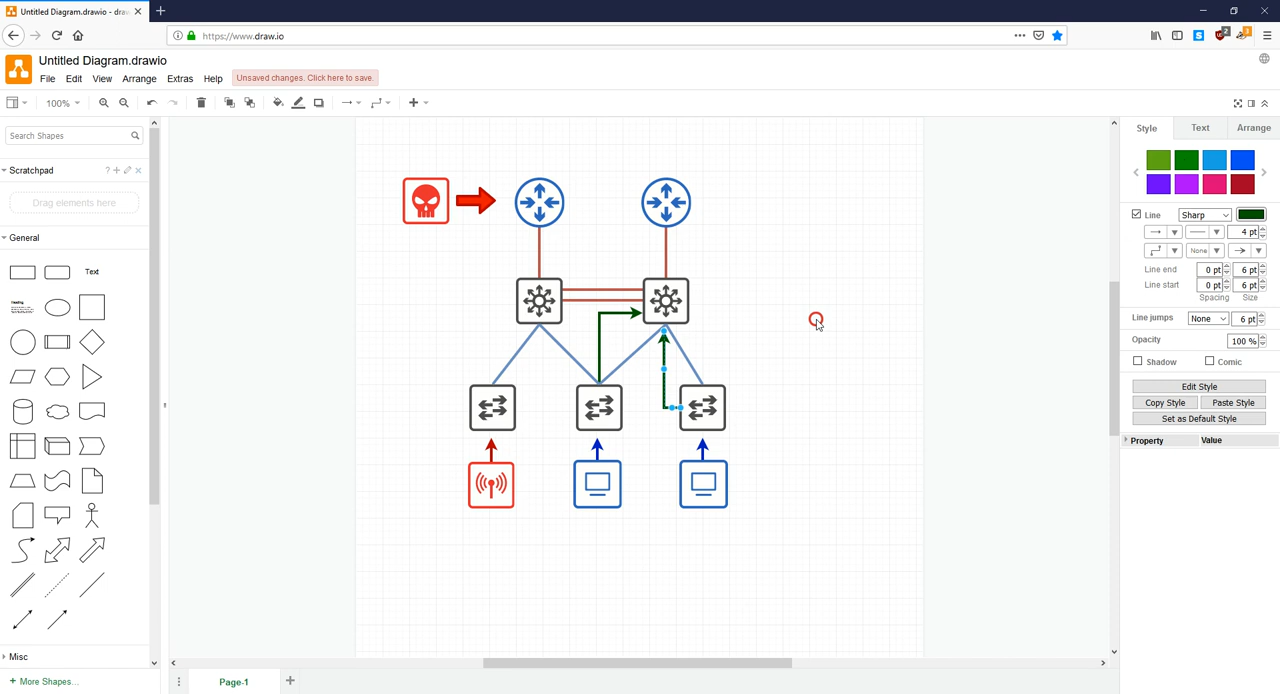 Untitled Diagram.drawio - draw
https://www.draw.io
Untitled Diagram.drawio
File Edit View Arrange Extras Help Unsaved changes. Click here to save.
100%
Search Shapes
Scratchpad ?
Drag elements here
General
Text
Heading
Misc
+ More Shapes...
Page-1
Style Text Arrange
Line Sharp
4 pt
None
Line end 0 pt 6 pt
Line start 0 pt 6 pt
Spacing Size
Line jumps None 6 pt
Opacity 100 %
Shadow Comic
Edit Style
Copy Style Paste Style
Set as Default Style
Property Value